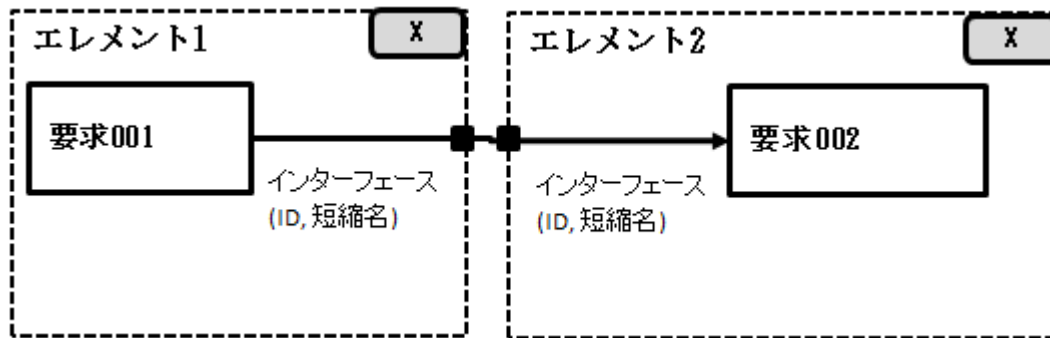 エレメント1
X
エレメント2
X
要求001
要求002
インターフェース
(ID, 短縮名)
インターフェース
(ID, 短縮名)